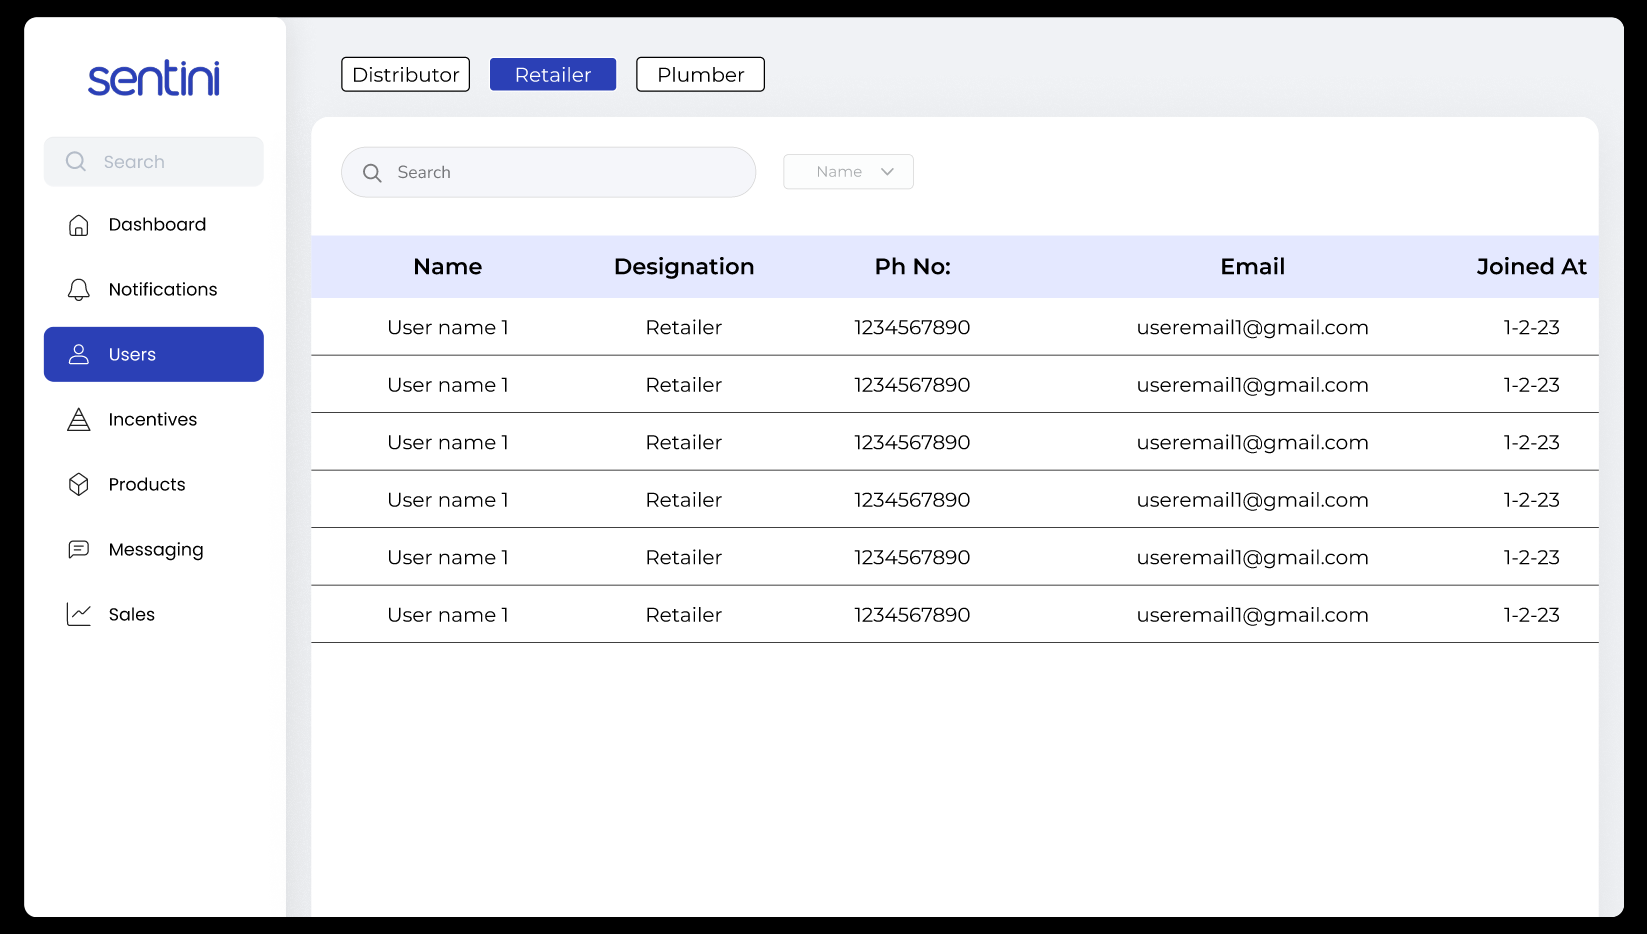 sentini
Search
Dashboard
Notifications
Users
Incentives
Products
Messaging
Sales
Distributor Retailer Plumber
Search Name
Name Designation Ph No: Email Joined At
User name 1 Retailer 1234567890 useremail1@gmail.com 1-2-23
User name 1 Retailer 1234567890 useremail1@gmail.com 1-2-23
User name 1 Retailer 1234567890 useremail1@gmail.com 1-2-23
User name 1 Retailer 1234567890 useremail1@gmail.com 1-2-23
User name 1 Retailer 1234567890 useremail1@gmail.com 1-2-23
User name 1 Retailer 1234567890 useremail1@gmail.com 1-2-23